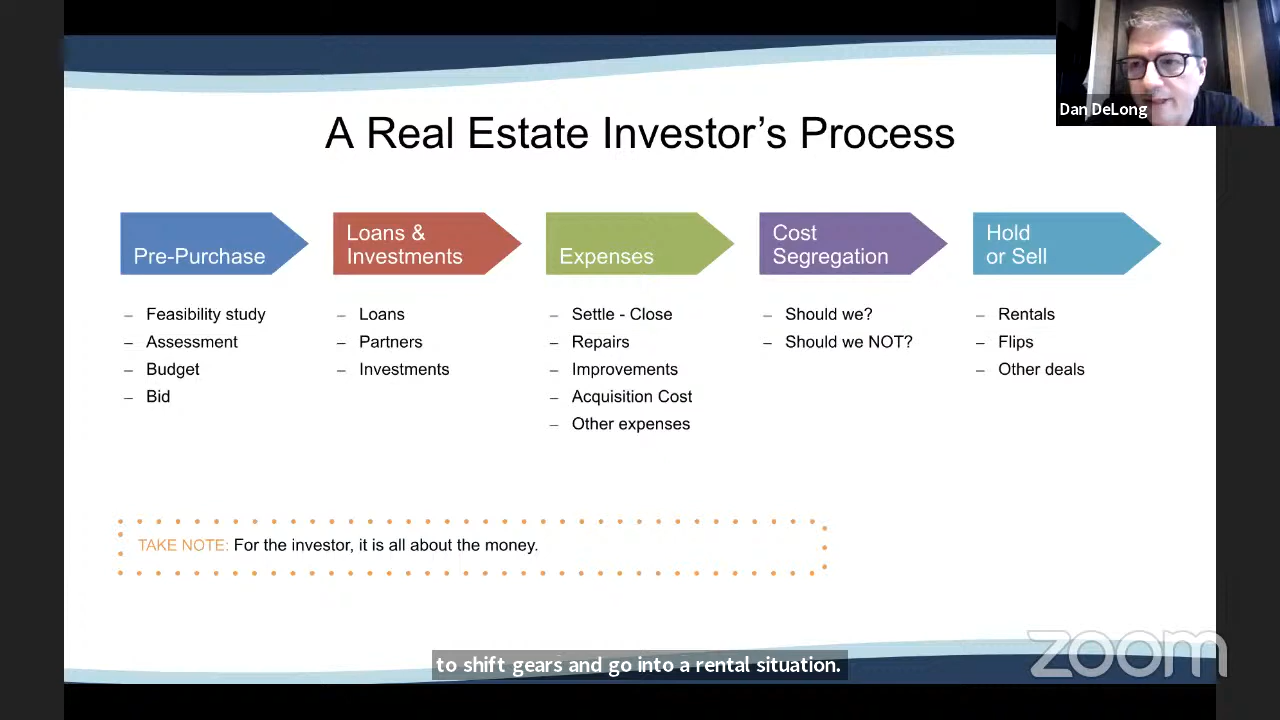 Dan DeLong
A Real Estate Investor's Process
Pre-Purchase
– Feasibility study
– Assessment
– Budget
– Bid
Loans &
Investments
– Loans
– Partners
– Investments
Expenses
– Settle - Close
– Repairs
– Improvements
– Acquisition Cost
– Other expenses
Cost
Segregation
– Should we?
– Should we NOT?
Hold
or Sell
– Rentals
– Flips
– Other deals
TAKE NOTE: For the investor, it is all about the money.
zoom
to shift gears and go into a rental situation.